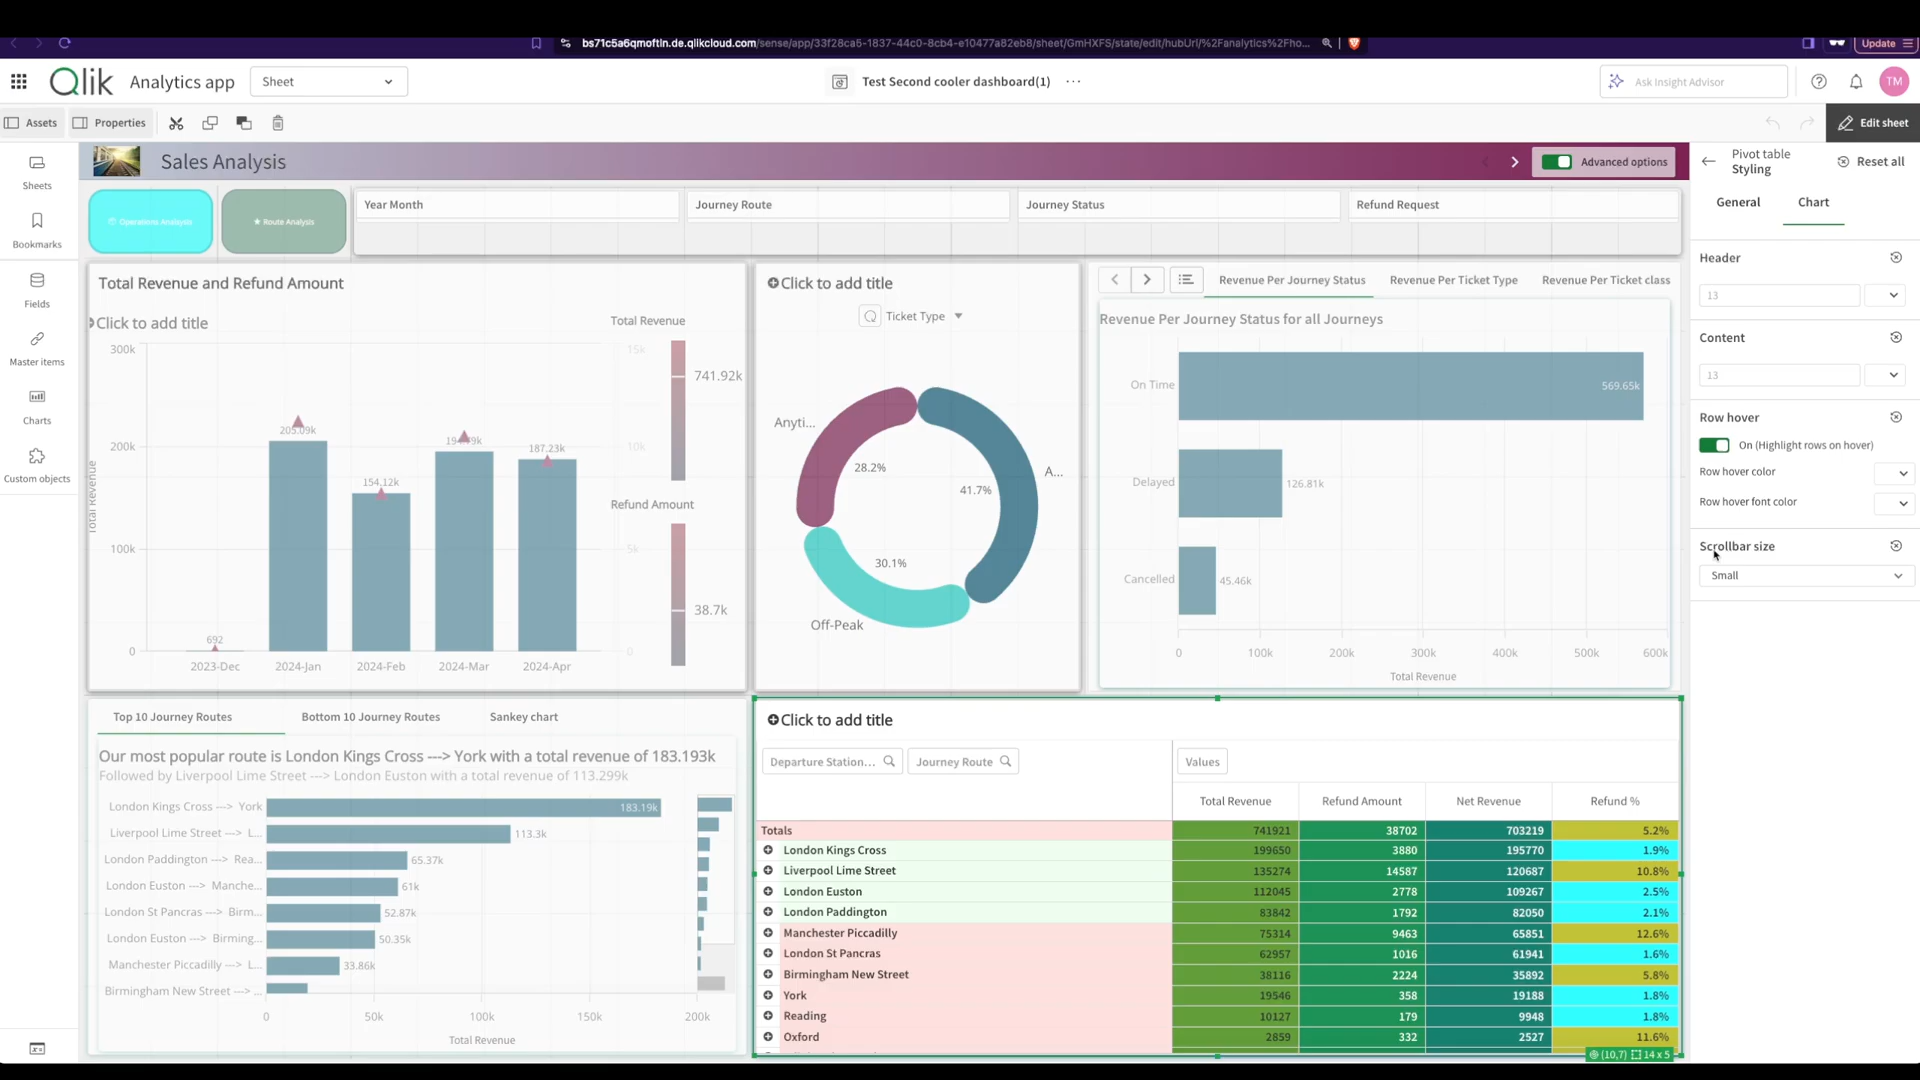 bs71c5a6qmoftin.de.qlikcloud.com/sense/app/33f28ca5-1837-44c0-8cb4-e10477a82eb8/sheet/GmHXFS/state/edit/hubUrl/%2Fanalytics%2Fho...
Update
Qlik
Analytics app
Sheet
Test Second cooler dashboard(1)
...
Ask Insight Advisor
TM
Assets
Properties
Edit sheet
Sheets
Bookmarks
Fields
Master items
Charts
Custom objects
Sales Analysis
Advanced options
Operations Analysis
Route Analysis
Year Month
Journey Route
Journey Status
Refund Request
Total Revenue and Refund Amount
Click to add title
Total Revenue
300k
200k
100k
0
15k
10k
5k
0
692
205.09k
154.12k
187.23k
2023-Dec
2024-Jan
2024-Feb
2024-Mar
2024-Apr
Total Revenue
741.92k
Refund Amount
38.7k
Click to add title
Ticket Type
Anyti...
28.2%
A...
41.7%
30.1%
Off-Peak
Revenue Per Journey Status
Revenue Per Ticket Type
Revenue Per Ticket class
Revenue Per Journey Status for all Journeys
On Time
569.65k
Delayed
126.81k
Cancelled
45.46k
0
100k
200k
300k
400k
500k
600k
Total Revenue
Top 10 Journey Routes
Bottom 10 Journey Routes
Sankey chart
Our most popular route is London Kings Cross ---> York with a total revenue of 183.193k
Followed by Liverpool Lime Street ---> London Euston with a total revenue of 113.299k
London Kings Cross ---> York
183.19k
Liverpool Lime Street ---> L...
113.3k
London Paddington ---> Rea...
65.37k
London Euston ---> Manche...
61k
London St Pancras ---> Birm...
52.87k
London Euston ---> Birming...
50.35k
Manchester Piccadilly ---> L...
33.86k
Birmingham New Street ---> ...
0
50k
100k
150k
200k
Total Revenue
Click to add title
Departure Station...
Journey Route
Values
Total Revenue Refund Amount Net Revenue Refund %
Totals 741921 38702 703219 5.2%
London Kings Cross 199650 3880 195770 1.9%
Liverpool Lime Street 135274 14587 120687 10.8%
London Euston 112045 2778 109267 2.5%
London Paddington 83842 1792 82050 2.1%
Manchester Piccadilly 75314 9463 65851 12.6%
London St Pancras 62957 1016 61941 1.6%
Birmingham New Street 38116 2224 35892 5.8%
York 19546 358 19188 1.8%
Reading 10127 179 9948 1.8%
Oxford 2859 332 2527 11.6%
(10,7) 14 x 5
Pivot table
Styling
Reset all
General
Chart
Header
13
Content
13
Row hover
On (Highlight rows on hover)
Row hover color
Row hover font color
Scrollbar size
Small